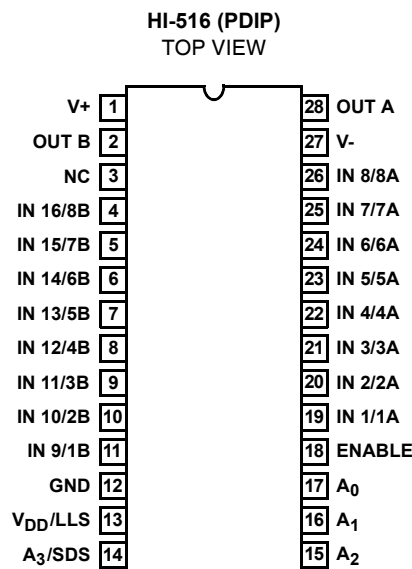 HI-516 (PDIP)
TOP VIEW
V+ 1 28 OUT A
OUT B 2 27 V-
NC 3 26 IN 8/8A
IN 16/8B 4 25 IN 7/7A
IN 15/7B 5 24 IN 6/6A
IN 14/6B 6 23 IN 5/5A
IN 13/5B 7 22 IN 4/4A
IN 12/4B 8 21 IN 3/3A
IN 11/3B 9 20 IN 2/2A
IN 10/2B 10 19 IN 1/1A
IN 9/1B 11 18 ENABLE
GND 12 17 A0
VDD/LLS 13 16 A1
A3/SDS 14 15 A2